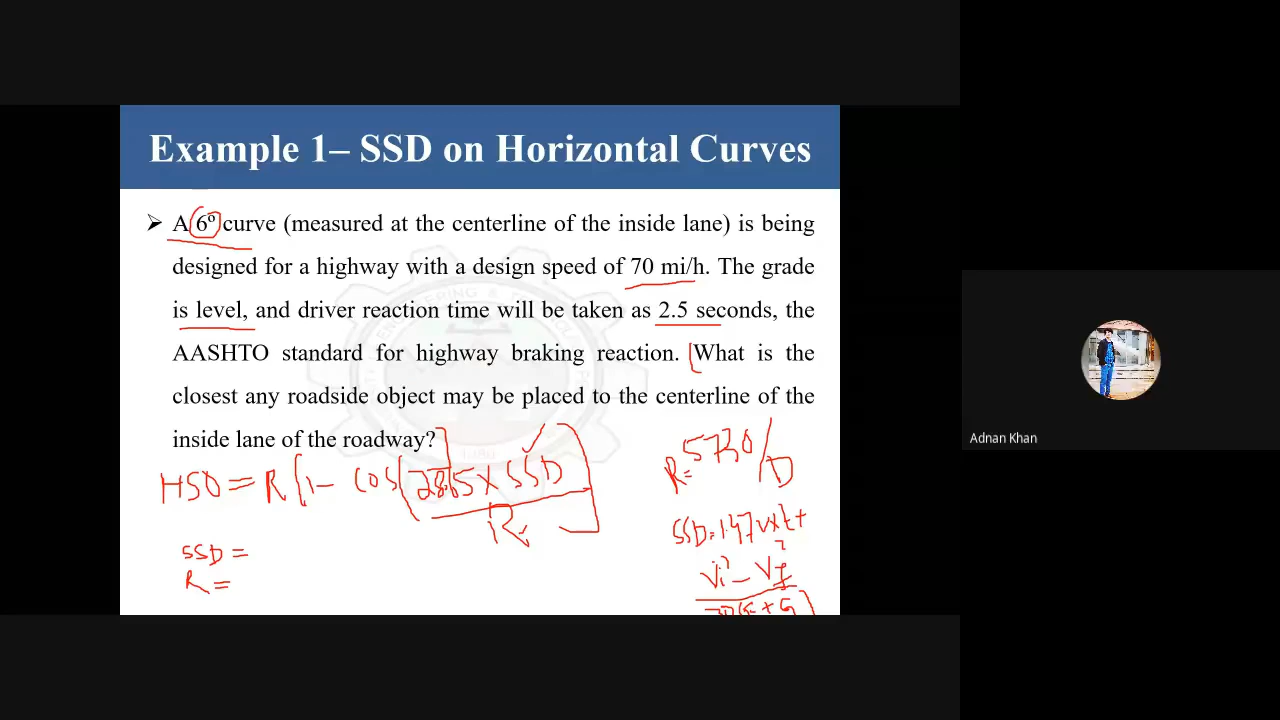 Example 1– SSD on Horizontal Curves
➢ A 6º curve (measured at the centerline of the inside lane) is being
designed for a highway with a design speed of 70 mi/h. The grade
is level, and driver reaction time will be taken as 2.5 seconds, the
AASHTO standard for highway braking reaction. [What is the
closest any roadside object may be placed to the centerline of the
inside lane of the roadway?]
HSO = R[1- COS(28.65 x SSD
R
R = 5730/D
SSD =
R =
SSD = 1.47 v x t +
Vi² - Vf²
Adnan Khan